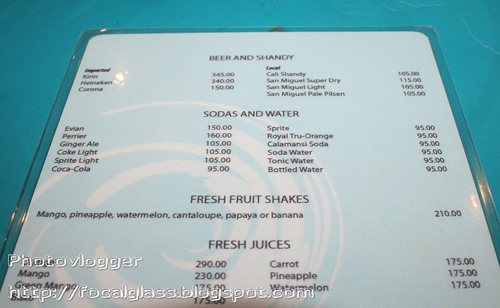 BEER AND SHANDY
Imported
Kirin 345.00
Heineken 340.00
Corona 150.00
Local
Cali Shandy 105.00
San Miguel Super Dry 115.00
San Miguel Light 105.00
San Miguel Pale Pilsen 105.00
SODAS AND WATER
Evian 150.00
Perrier 160.00
Ginger Ale 105.00
Coke Light 105.00
Sprite Light 105.00
Coca-Cola 95.00
Sprite 95.00
Royal Tru-Orange 95.00
Calamansi Soda 95.00
Soda Water 95.00
Tonic Water 95.00
Bottled Water 95.00
FRESH FRUIT SHAKES
Mango, pineapple, watermelon, cantaloupe, papaya or banana 210.00
FRESH JUICES
290.00
Mango 230.00
Green Mango 175.00
175.00
Carrot 175.00
Pineapple 175.00
Watermelon 175.00
Photovlogger
http://focalglass.blogspot.com